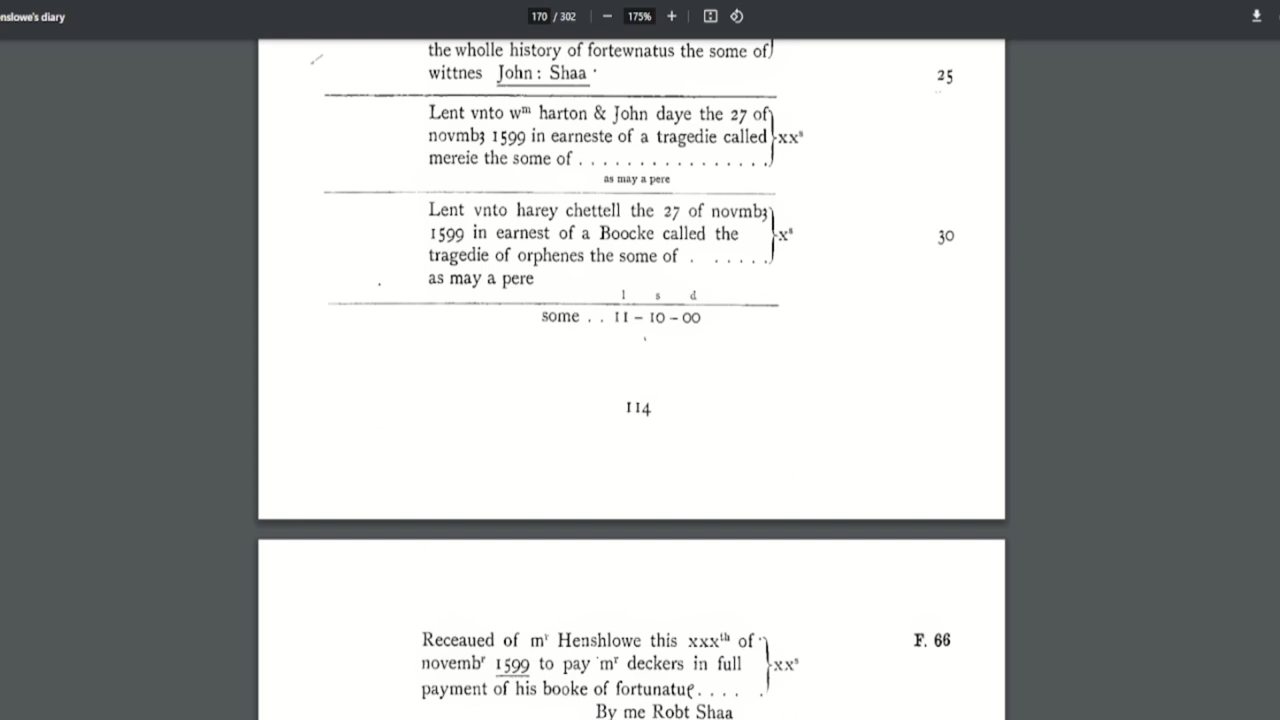 nslowe's diary
170 / 302 — 175% +
the wholle history of fortewnatus the some of
wittnes John : Shaa
25
Lent vnto wᵐ harton & John daye the 27 of
novmbȝ 1599 in earneste of a tragedie called xxˢ
mereie the some of . . . . . . . . . . . . . . . .
as may a pere
Lent vnto harey chettell the 27 of novmbȝ
1599 in earnest of a Boocke called the xˢ 30
tragedie of orphenes the some of . . . . . .
as may a pere
l s d
some . . 11 – 10 – 00
114
Receaued of mʳ Henshlowe this xxxᵗʰ of F. 66
novembʳ 1599 to pay mʳ deckers in full xxˢ
payment of his booke of fortunatꝭ . . . . .
By me Robt Shaa